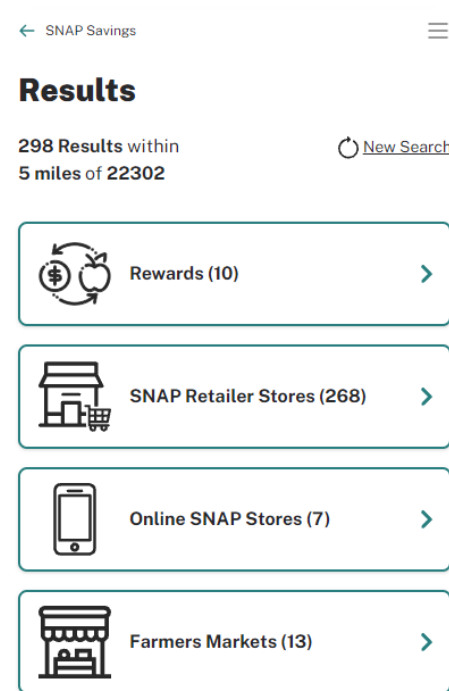 ← SNAP Savings
Results
298 Results within
New Search
5 miles of 22302
$
Rewards (10)
SNAP Retailer Stores (268)
Online SNAP Stores (7)
Farmers Markets (13)